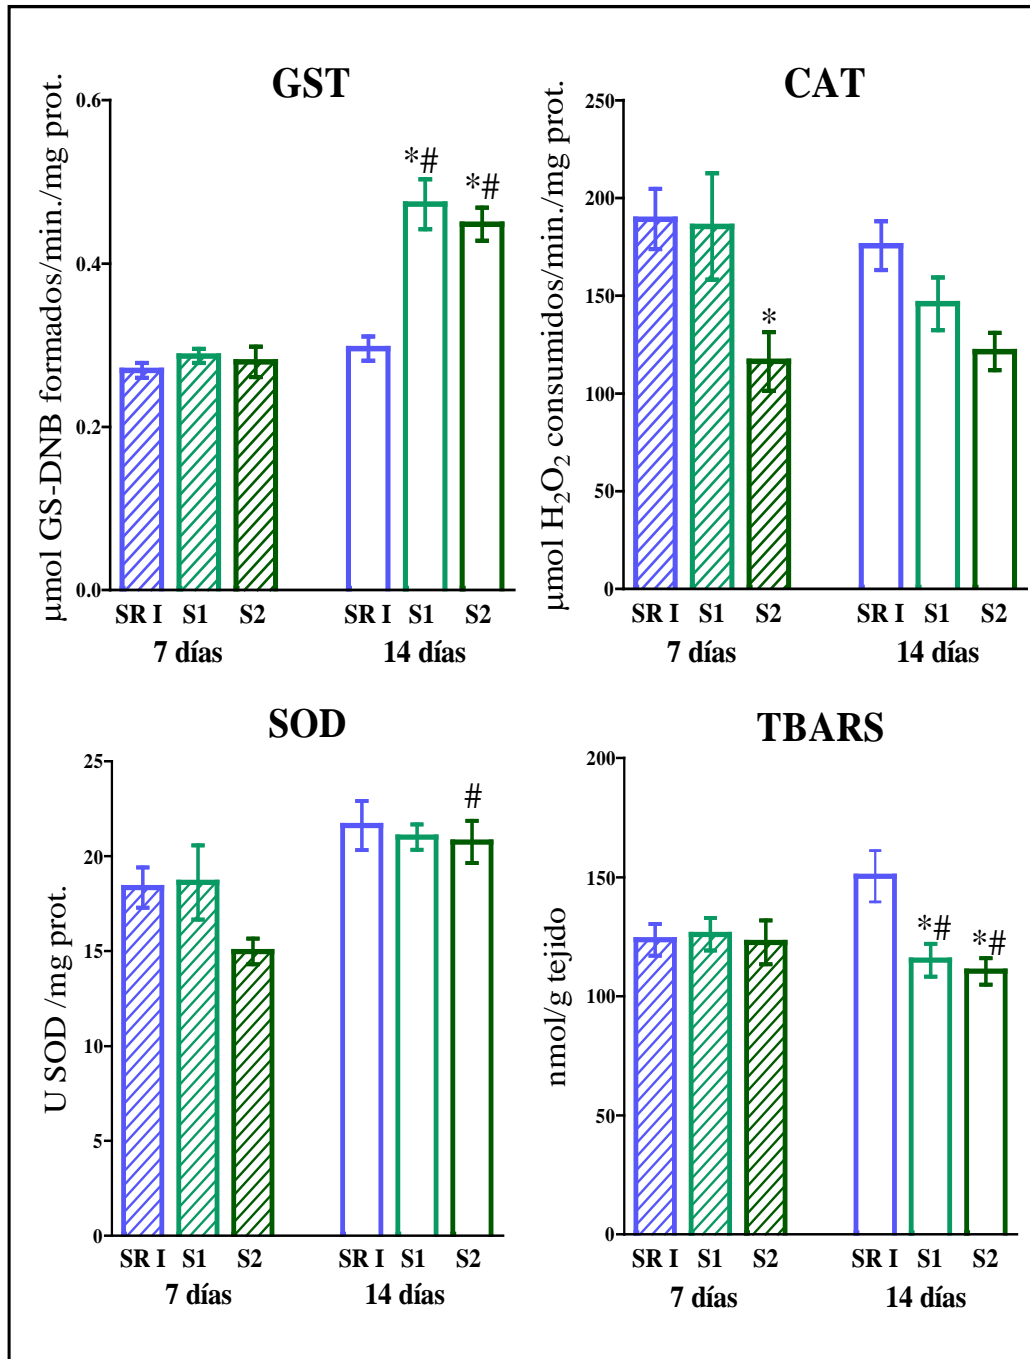 GST
µmol GS-DNB formados/min./mg prot.
0.6
0.4
0.2
0.0
*#
*#
SR I S1 S2 SR I S1 S2
7 días 14 días
CAT
µmol H₂O₂ consumidos/min./mg prot.
250
200
150
100
50
0
*
SR I S1 S2 SR I S1 S2
7 días 14 días
SOD
U SOD /mg prot.
25
20
15
10
5
0
#
SR I S1 S2 SR I S1 S2
7 días 14 días
TBARS
nmol/g tejido
200
150
100
50
0
*#
*#
SR I S1 S2 SR I S1 S2
7 días 14 días